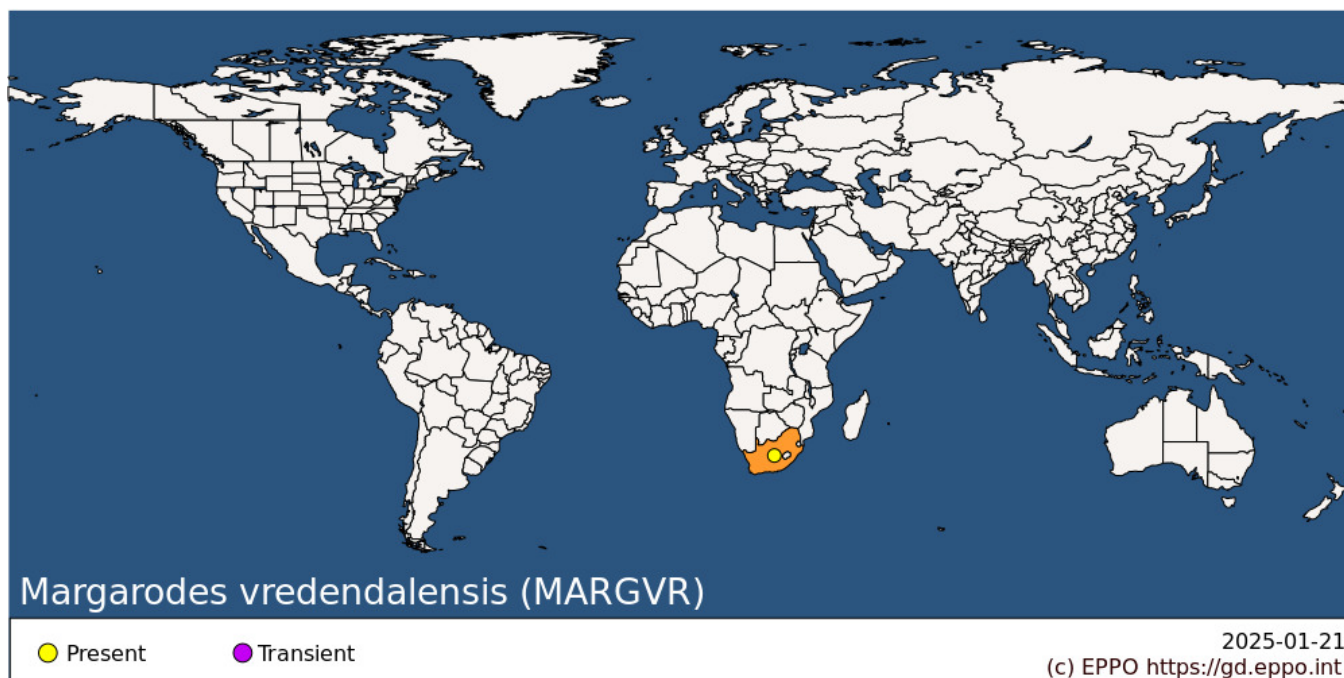 Margarodes vredendalensis (MARGVR)
Present
Transient
2025-01-21
(c) EPPO https://gd.eppo.int